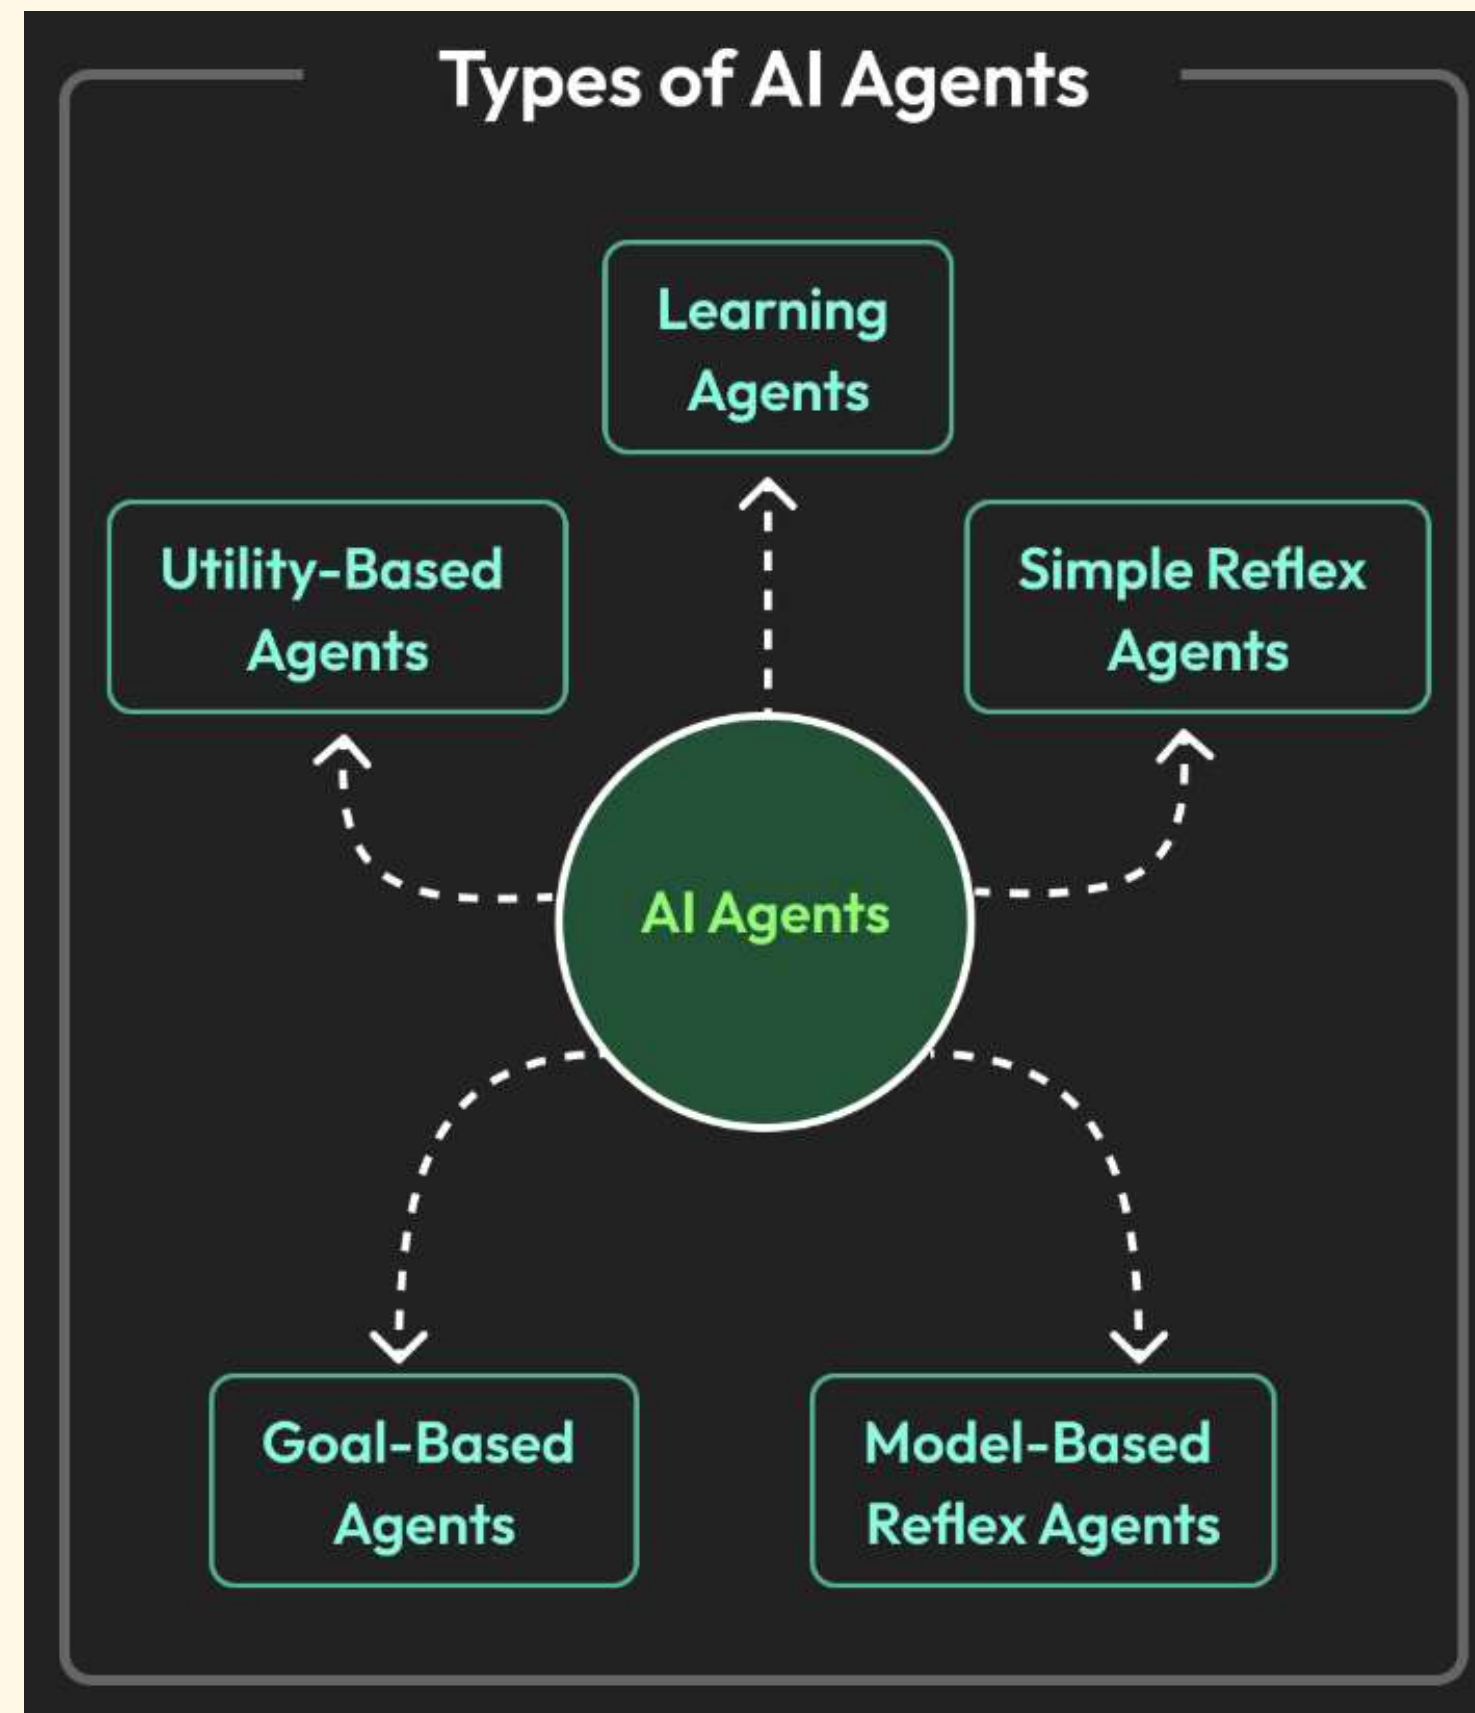 Types of AI Agents
Learning
Agents
Utility-Based
Agents
Simple Reflex
Agents
AI Agents
Goal-Based
Agents
Model-Based
Reflex Agents